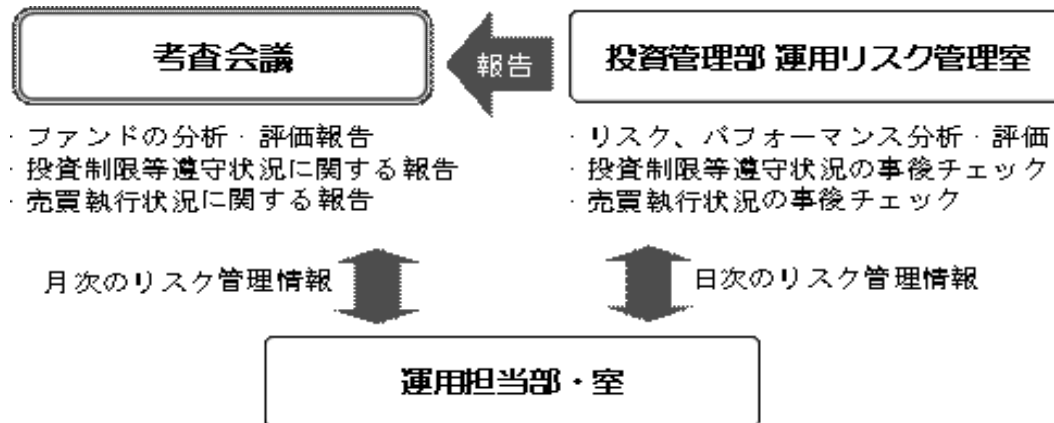 考査会議
報告
投資管理部 運用リスク管理室
・ファンドの分析・評価報告
・投資制限等遵守状況に関する報告
・売買執行状況に関する報告
・リスク、パフォーマンス分析・評価
・投資制限等遵守状況の事後チェック
・売買執行状況の事後チェック
月次のリスク管理情報
日次のリスク管理情報
運用担当部・室